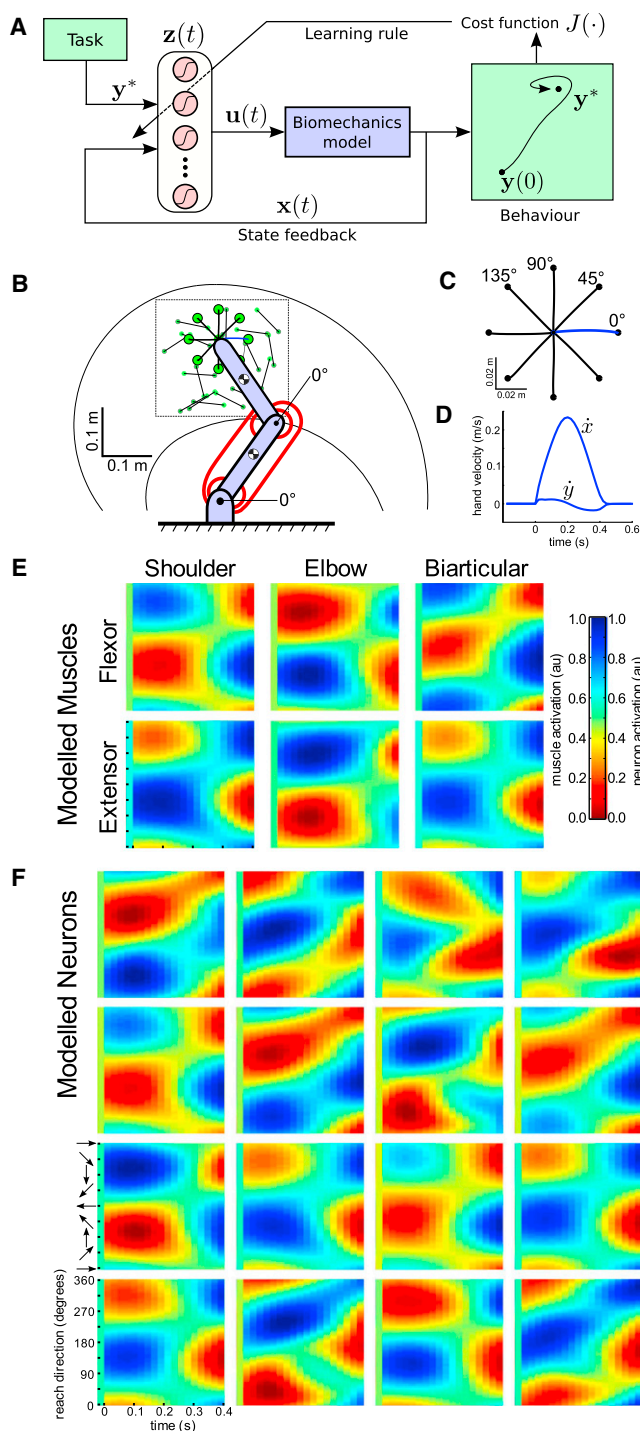 A
Task
z(t)
Learning rule
Cost function J(·)
y*
u(t)
Biomechanics
model
y*
y(0)
x(t)
State feedback
Behaviour
B
0°
0.1 m
0.1 m
0°
C
135°
90°
45°
0°
0.02 m
0.02 m
D
hand velocity (m/s)
0.2
0.1
0
ẋ
ẏ
0
0.2
0.4
0.6
time (s)
E
Shoulder
Elbow
Biarticular
Modelled Muscles
Flexor
Extensor
1.0
0.8
0.6
0.4
0.2
0.0
muscle activation (au)
1.0
0.8
0.6
0.4
0.2
0.0
neuron activation (au)
F
Modelled Neurons
reach direction (degrees)
360
270
180
90
0
0
0.1
0.2
0.3
0.4
time (s)